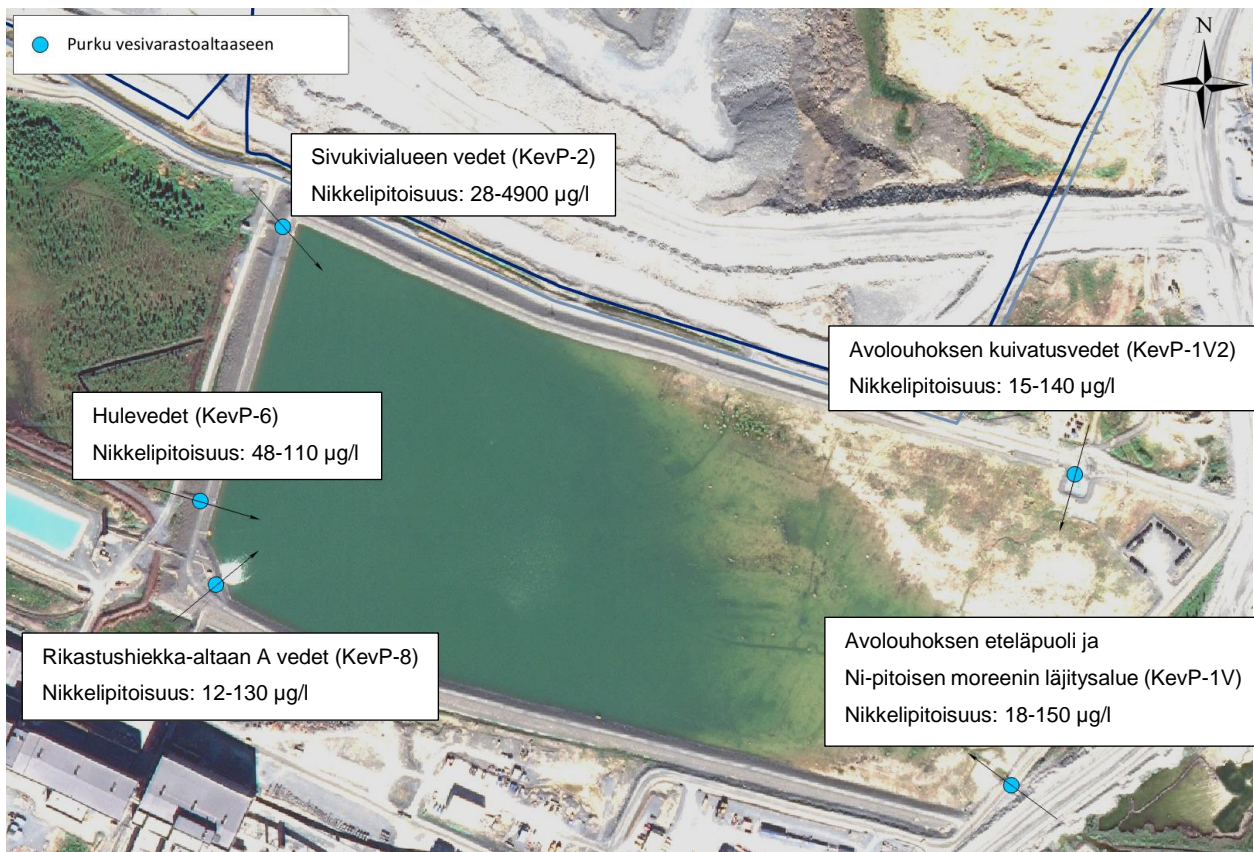 Purku vesivarastoaltaaseen
N
Sivukivialueen vedet (KevP-2)
Nikkelipitoisuus: 28-4900 µg/l
Avolouhoksen kuivatusvedet (KevP-1V2)
Nikkelipitoisuus: 15-140 µg/l
Hulevedet (KevP-6)
Nikkelipitoisuus: 48-110 µg/l
Rikastushiekka-altaan A vedet (KevP-8)
Nikkelipitoisuus: 12-130 µg/l
Avolouhoksen eteläpuoli ja
Ni-pitoisen moreenin läjitysalue (KevP-1V)
Nikkelipitoisuus: 18-150 µg/l